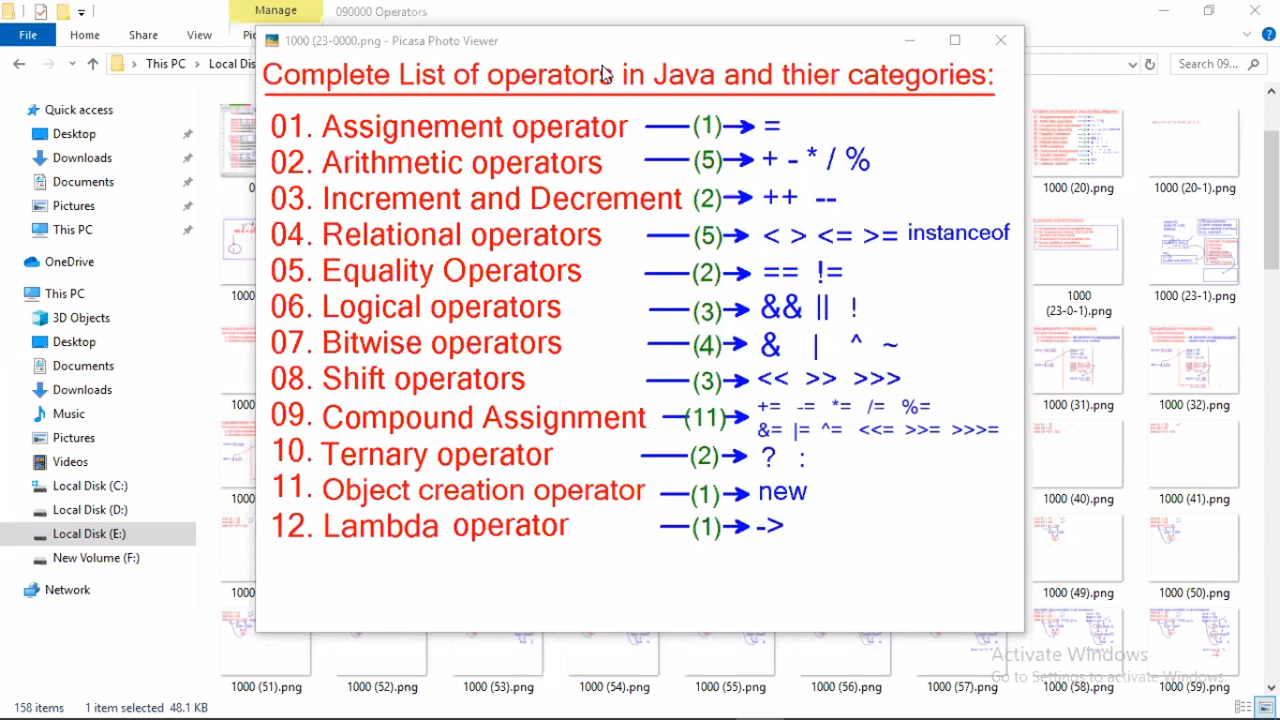 Manage
090000 Operators
File Home Share View
This PC Local Dis
Search 09...
1000 (23-0000.png - Picasa Photo Viewer
Complete List of operators in Java and thier categories:
01. Assignement operator (1) =
02. Arithmetic operators (5) + - * / %
03. Increment and Decrement (2) ++ --
04. Relational operators (5) < > <= >= instanceof
05. Equality Operators (2) == !=
06. Logical operators (3) && || !
07. Bitwise operators (4) & | ^ ~
08. Shift operators (3) << >> >>>
09. Compound Assignment (11) += -= *= /= %=
&= |= ^= <<= >>= >>>=
10. Ternary operator (2) ? :
11. Object creation operator (1) new
12. Lambda operator (1) ->
Quick access
Desktop
Downloads
Documents
Pictures
This PC
OneDrive
This PC
3D Objects
Desktop
Documents
Downloads
Music
Pictures
Videos
Local Disk (C:)
Local Disk (D:)
Local Disk (E:)
New Volume (F:)
Network
1000 (20).png 1000 (20-1).png
1000 (23-0-1).png 1000 (23-1).png
1000 (31).png 1000 (32).png
1000 (40).png 1000 (41).png
1000 (49).png 1000 (50).png
1000 (51).png 1000 (52).png 1000 (53).png 1000 (54).png 1000 (55).png 1000 (56).png 1000 (57).png 1000 (58).png 1000 (59).png
Activate Windows
Go to Settings to activate Windows.
158 items 1 item selected 48.1 KB